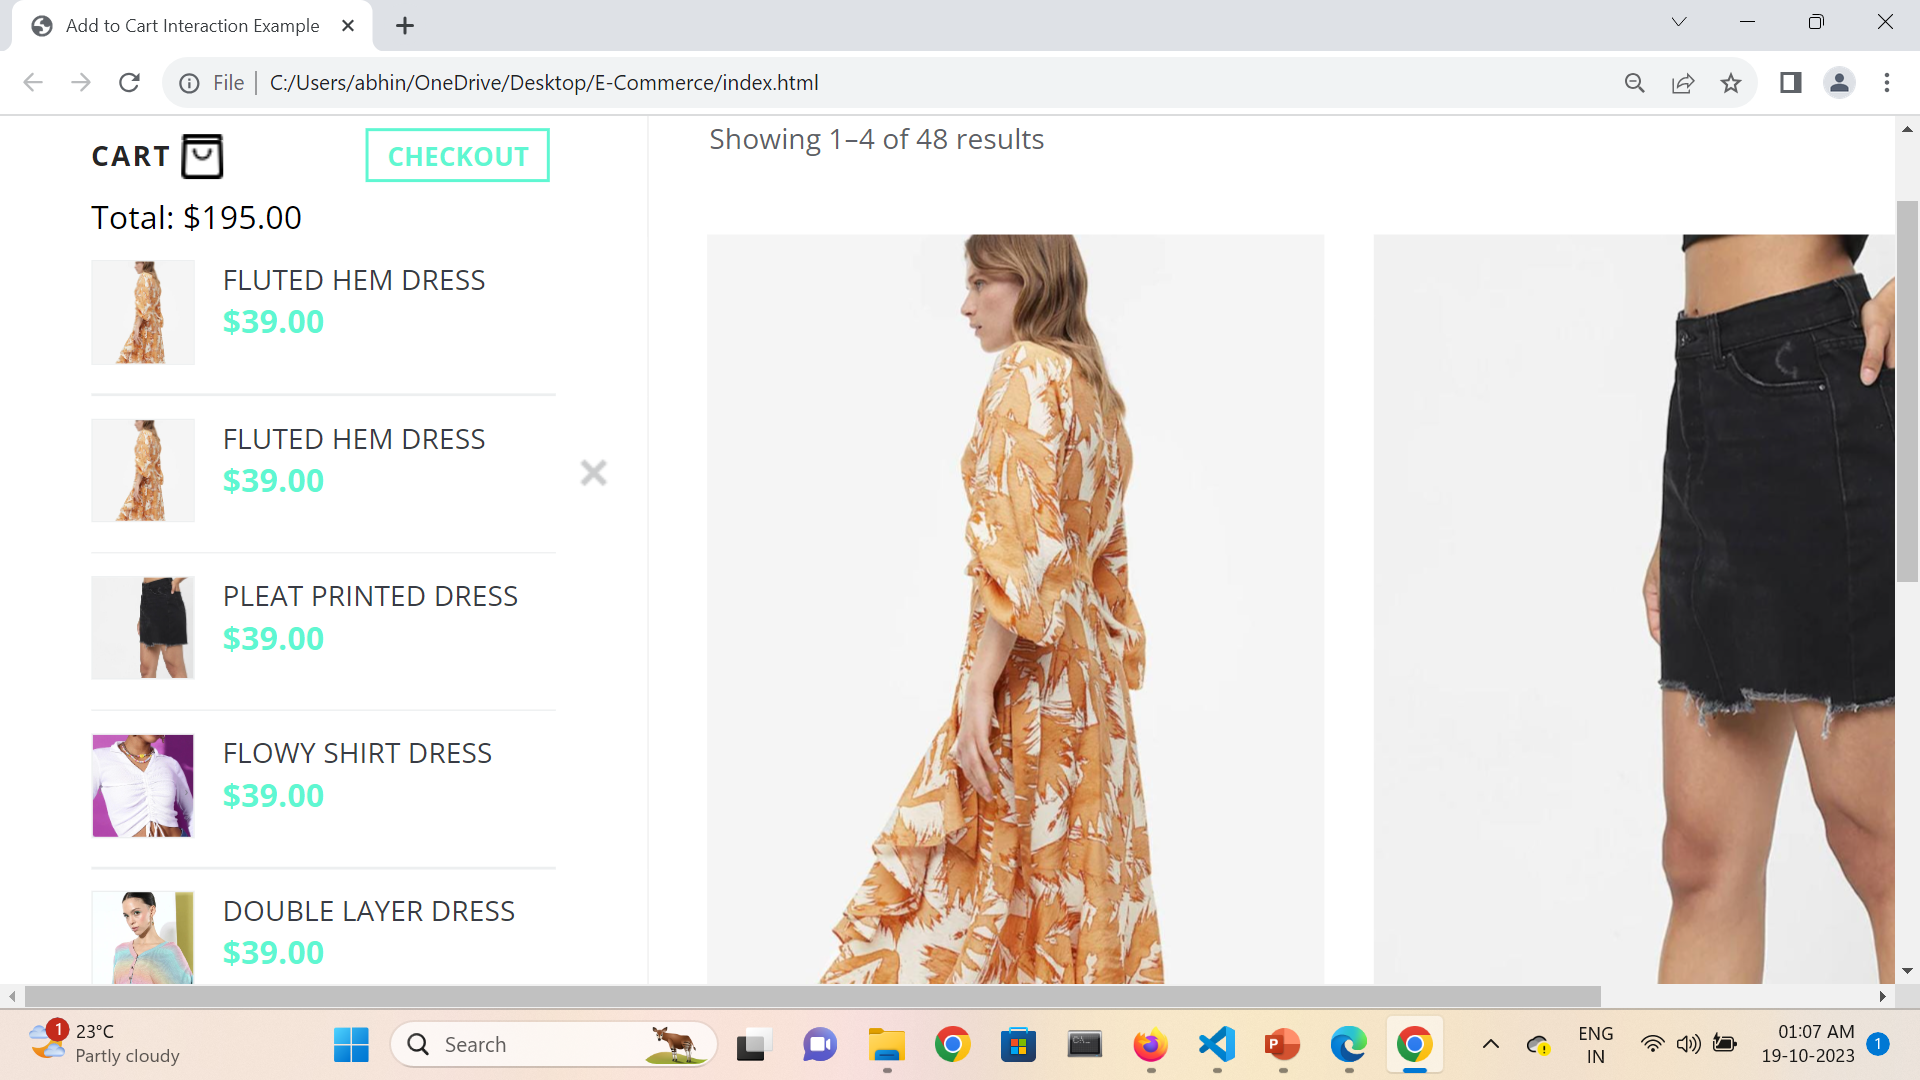 Add to Cart Interaction Example
File
C:/Users/abhin/OneDrive/Desktop/E-Commerce/index.html
CART
CHECKOUT
Total: $195.00
FLUTED HEM DRESS
$39.00
FLUTED HEM DRESS
$39.00
PLEAT PRINTED DRESS
$39.00
FLOWY SHIRT DRESS
$39.00
DOUBLE LAYER DRESS
$39.00
Showing 1–4 of 48 results
1
23°C
Partly cloudy
Search
P
ENG
IN
01:07 AM
19-10-2023
1